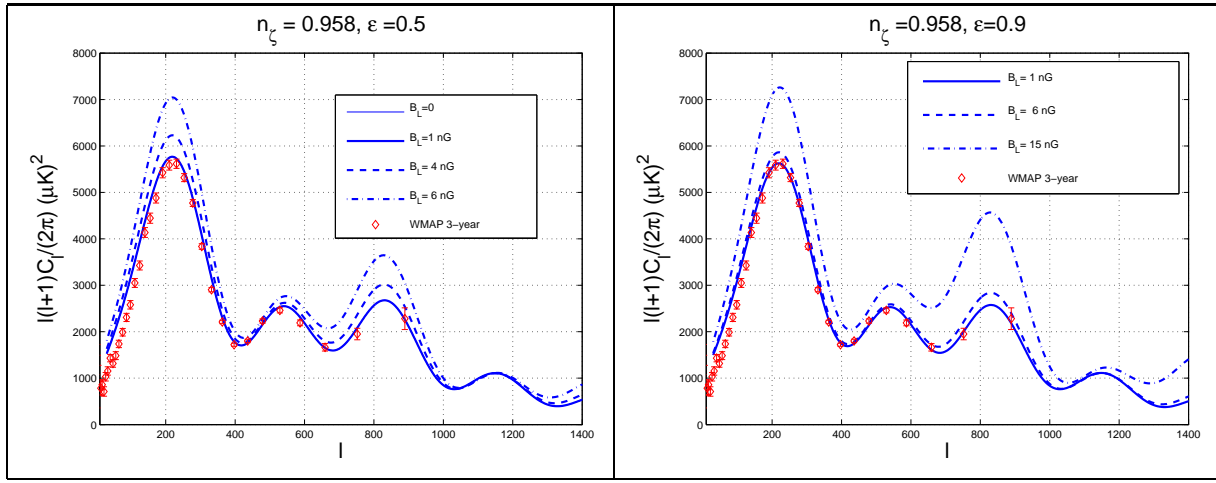 n_ζ = 0.958, ε =0.5
8000
7000
6000
5000
4000
3000
2000
1000
0
l(l+1)C_l/(2π) (μK)^2
200 400 600 800 1000 1200 1400
l
B_L=0
B_L=1 nG
B_L= 4 nG
B_L= 6 nG
WMAP 3−year
n_ζ = 0.958, ε=0.9
8000
7000
6000
5000
4000
3000
2000
1000
0
l(l+1)C_l/(2π) (μK)^2
200 400 600 800 1000 1200 1400
l
B_L= 1 nG
B_L= 6 nG
B_L= 15 nG
WMAP 3−year